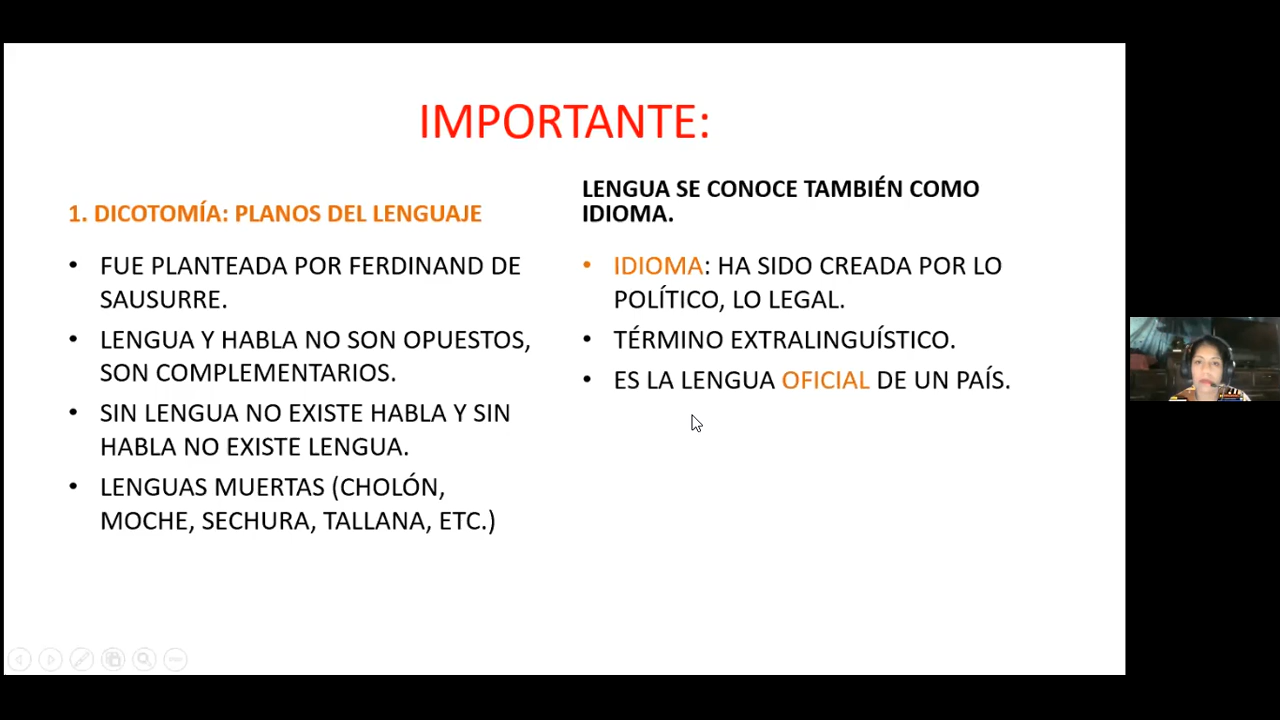 IMPORTANTE:
1. DICOTOMÍA: PLANOS DEL LENGUAJE
• FUE PLANTEADA POR FERDINAND DE
SAUSURRE.
• LENGUA Y HABLA NO SON OPUESTOS,
SON COMPLEMENTARIOS.
• SIN LENGUA NO EXISTE HABLA Y SIN
HABLA NO EXISTE LENGUA.
• LENGUAS MUERTAS (CHOLÓN,
MOCHE, SECHURA, TALLANA, ETC.)
LENGUA SE CONOCE TAMBIÉN COMO
IDIOMA.
• IDIOMA: HA SIDO CREADA POR LO
POLÍTICO, LO LEGAL.
• TÉRMINO EXTRALINGUÍSTICO.
• ES LA LENGUA OFICIAL DE UN PAÍS.